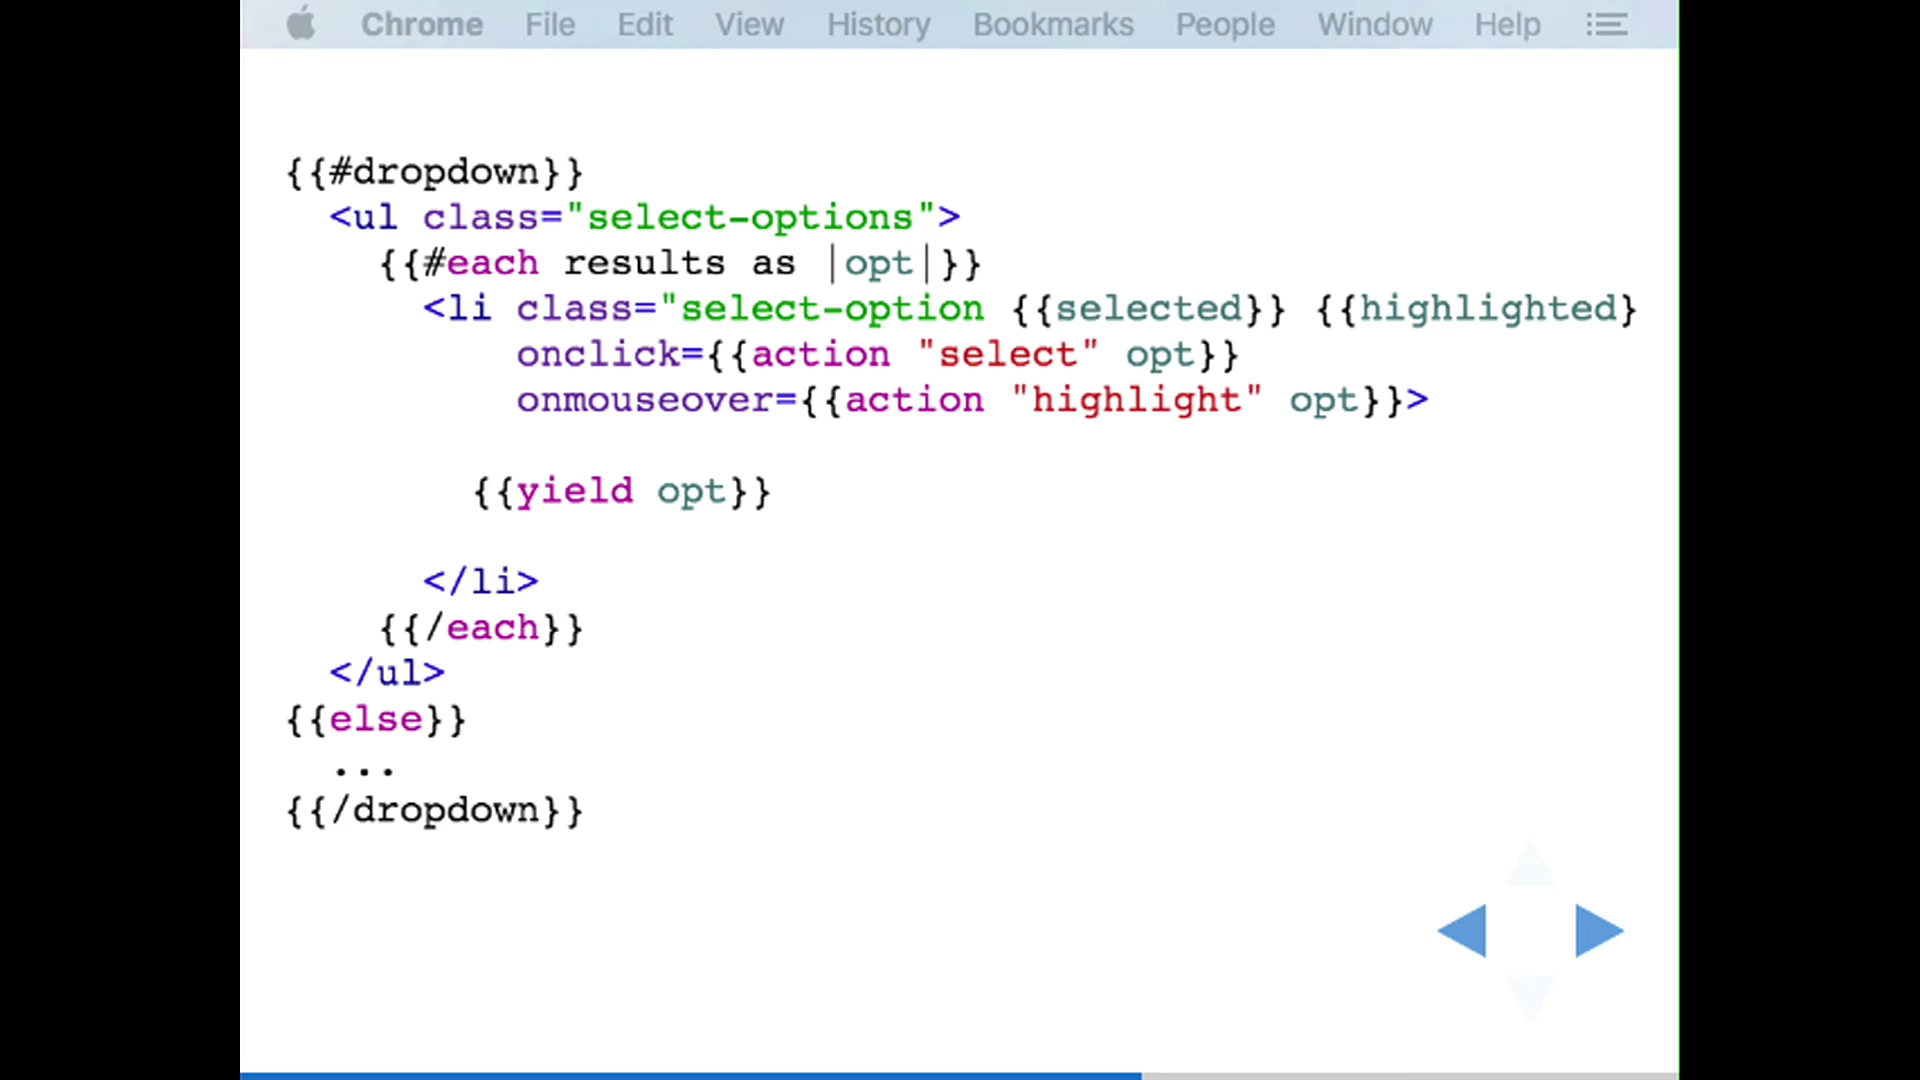 Chrome File Edit View History Bookmarks People Window Help
{{#dropdown}}
<ul class="select-options">
{{#each results as |opt|}}
<li class="select-option {{selected}} {{highlighted}
onclick={{action "select" opt}}
onmouseover={{action "highlight" opt}}>
{{yield opt}}
</li>
{{/each}}
</ul>
{{else}}
...
{{/dropdown}}